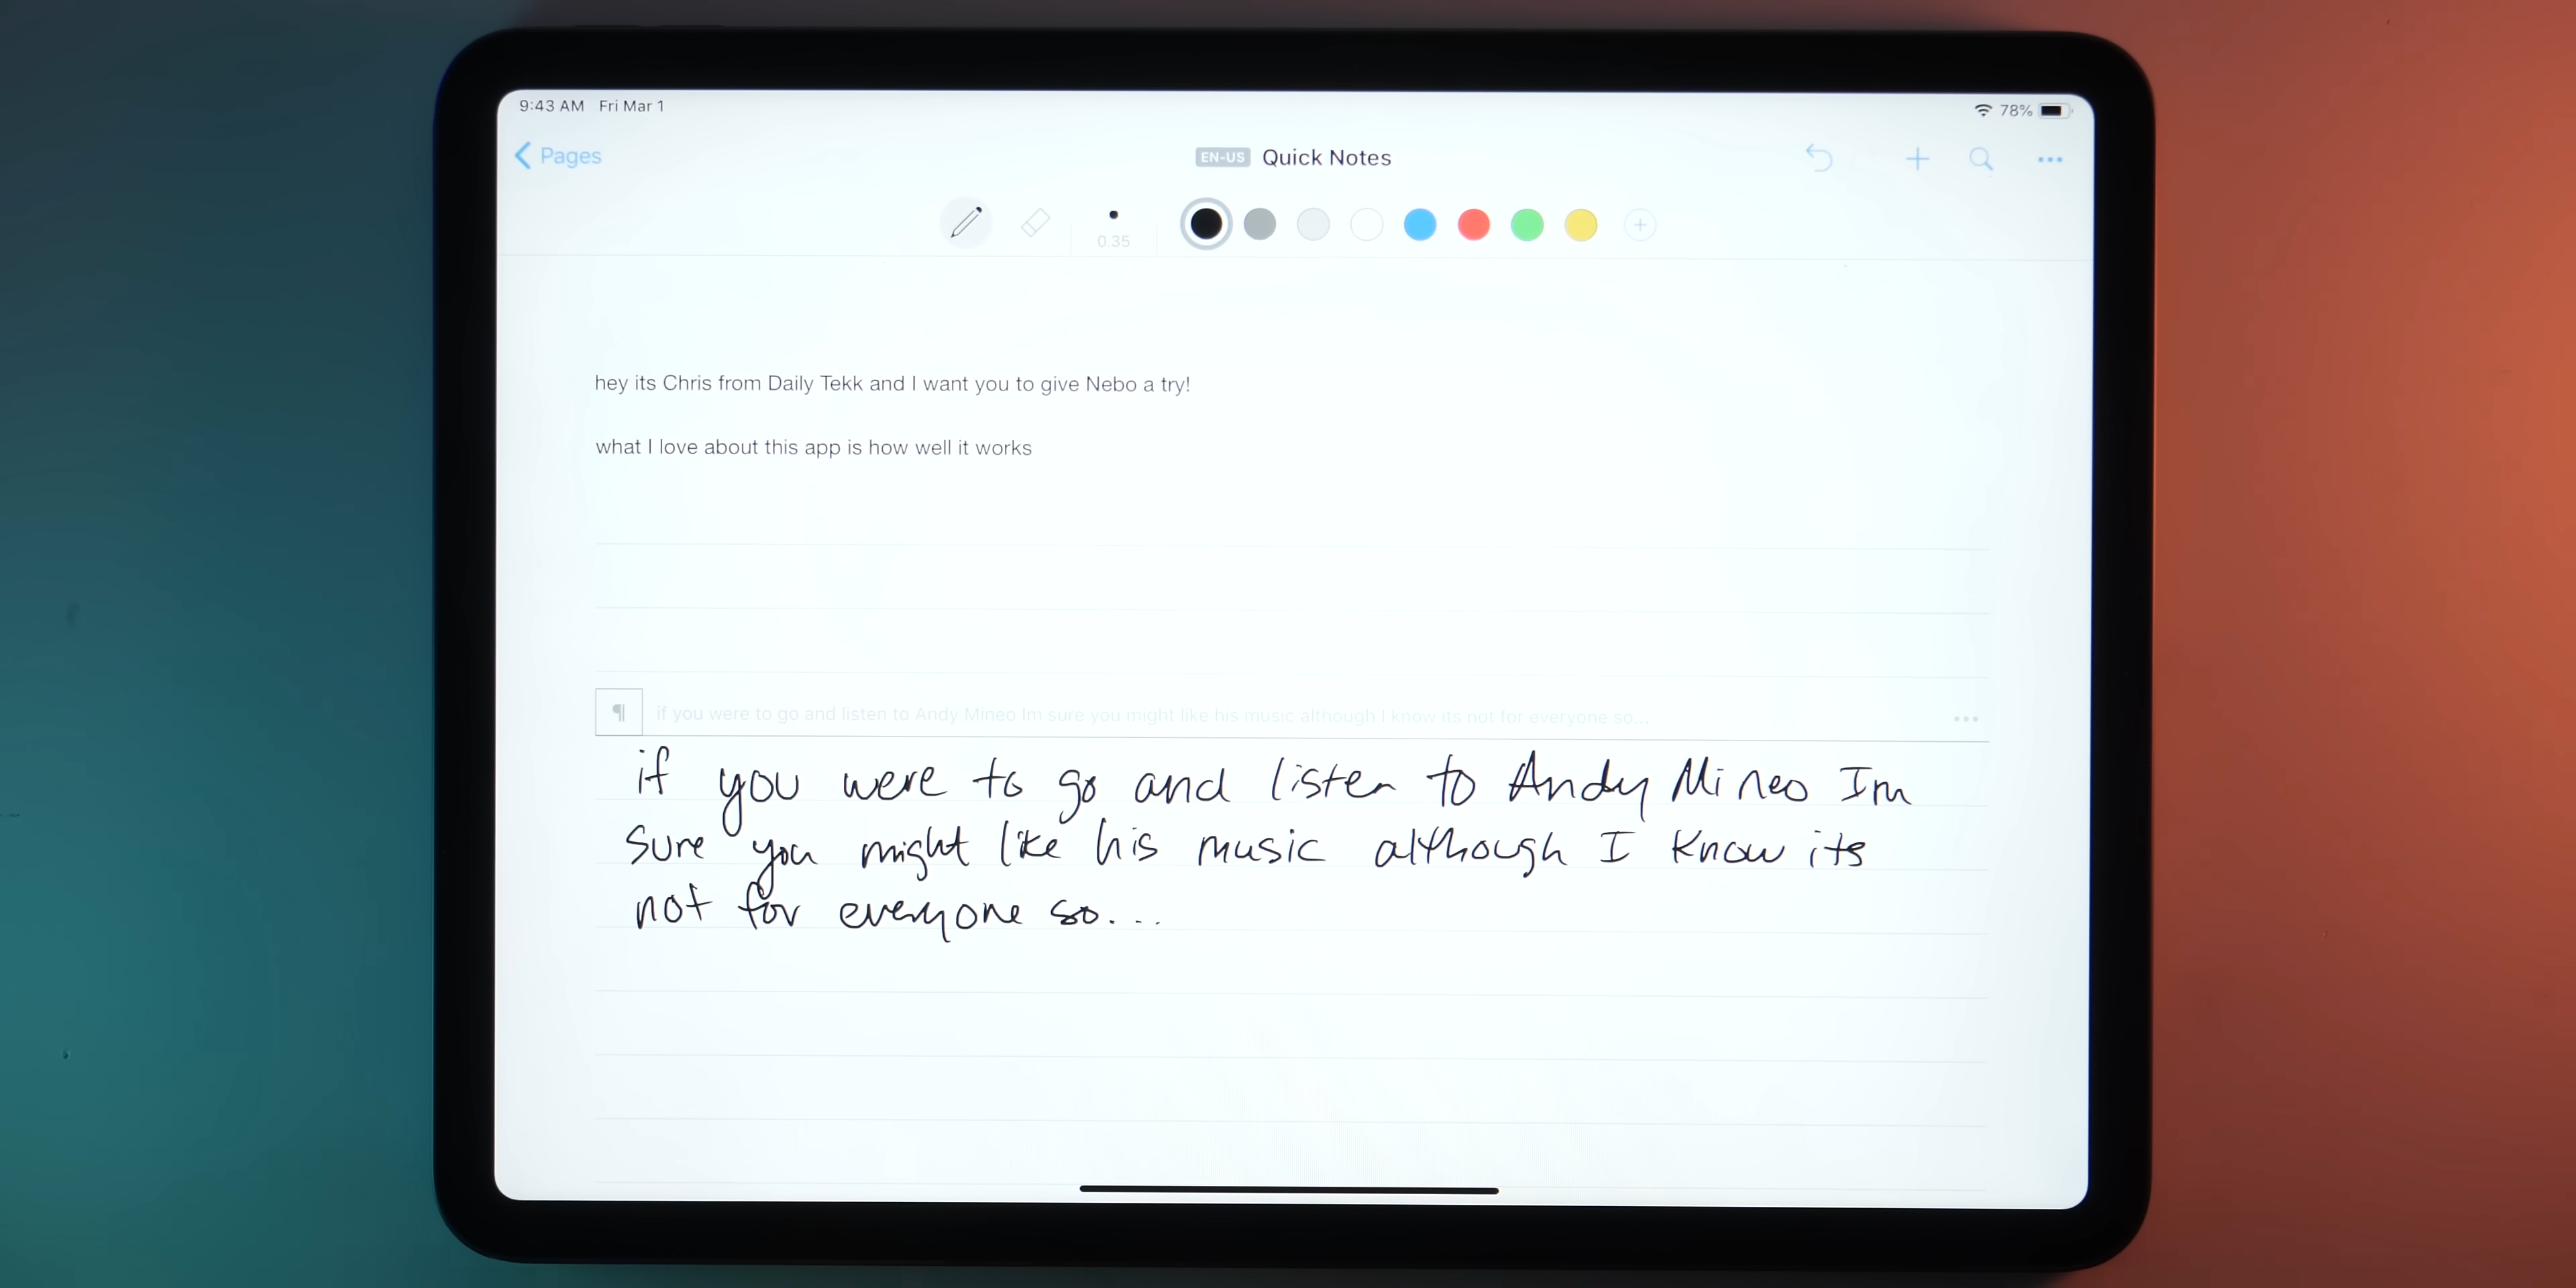 9:43 AM Fri Mar 1
78%
Pages
EN-US Quick Notes
0.35
hey its Chris from Daily Tekk and I want you to give Nebo a try!
what I love about this app is how well it works
if you were to go and listen to Andy Mineo Im sure you might like his music although I know its not for everyone so...
if you were to go and listen to Andy Mineo Im
sure you might like his music although I know its
not for everyone so....